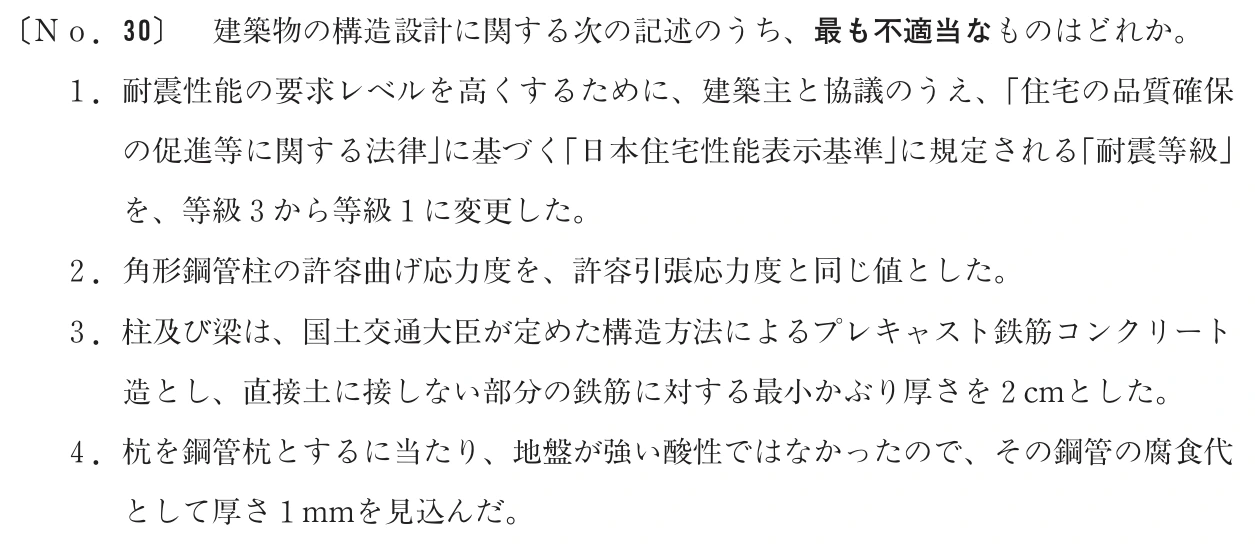 〔Ｎｏ．30〕　建築物の構造設計に関する次の記述のうち、最も不適当なものはどれか。
１．耐震性能の要求レベルを高くするために、建築主と協議のうえ、「住宅の品質確保
の促進等に関する法律」に基づく「日本住宅性能表示基準」に規定される「耐震等級」
を、等級３から等級１に変更した。
２．角形鋼管柱の許容曲げ応力度を、許容引張応力度と同じ値とした。
３．柱及び梁は、国土交通大臣が定めた構造方法によるプレキャスト鉄筋コンクリート
造とし、直接土に接しない部分の鉄筋に対する最小かぶり厚さを２cmとした。
４．杭を鋼管杭とするに当たり、地盤が強い酸性ではなかったので、その鋼管の腐食代
として厚さ１mmを見込んだ。